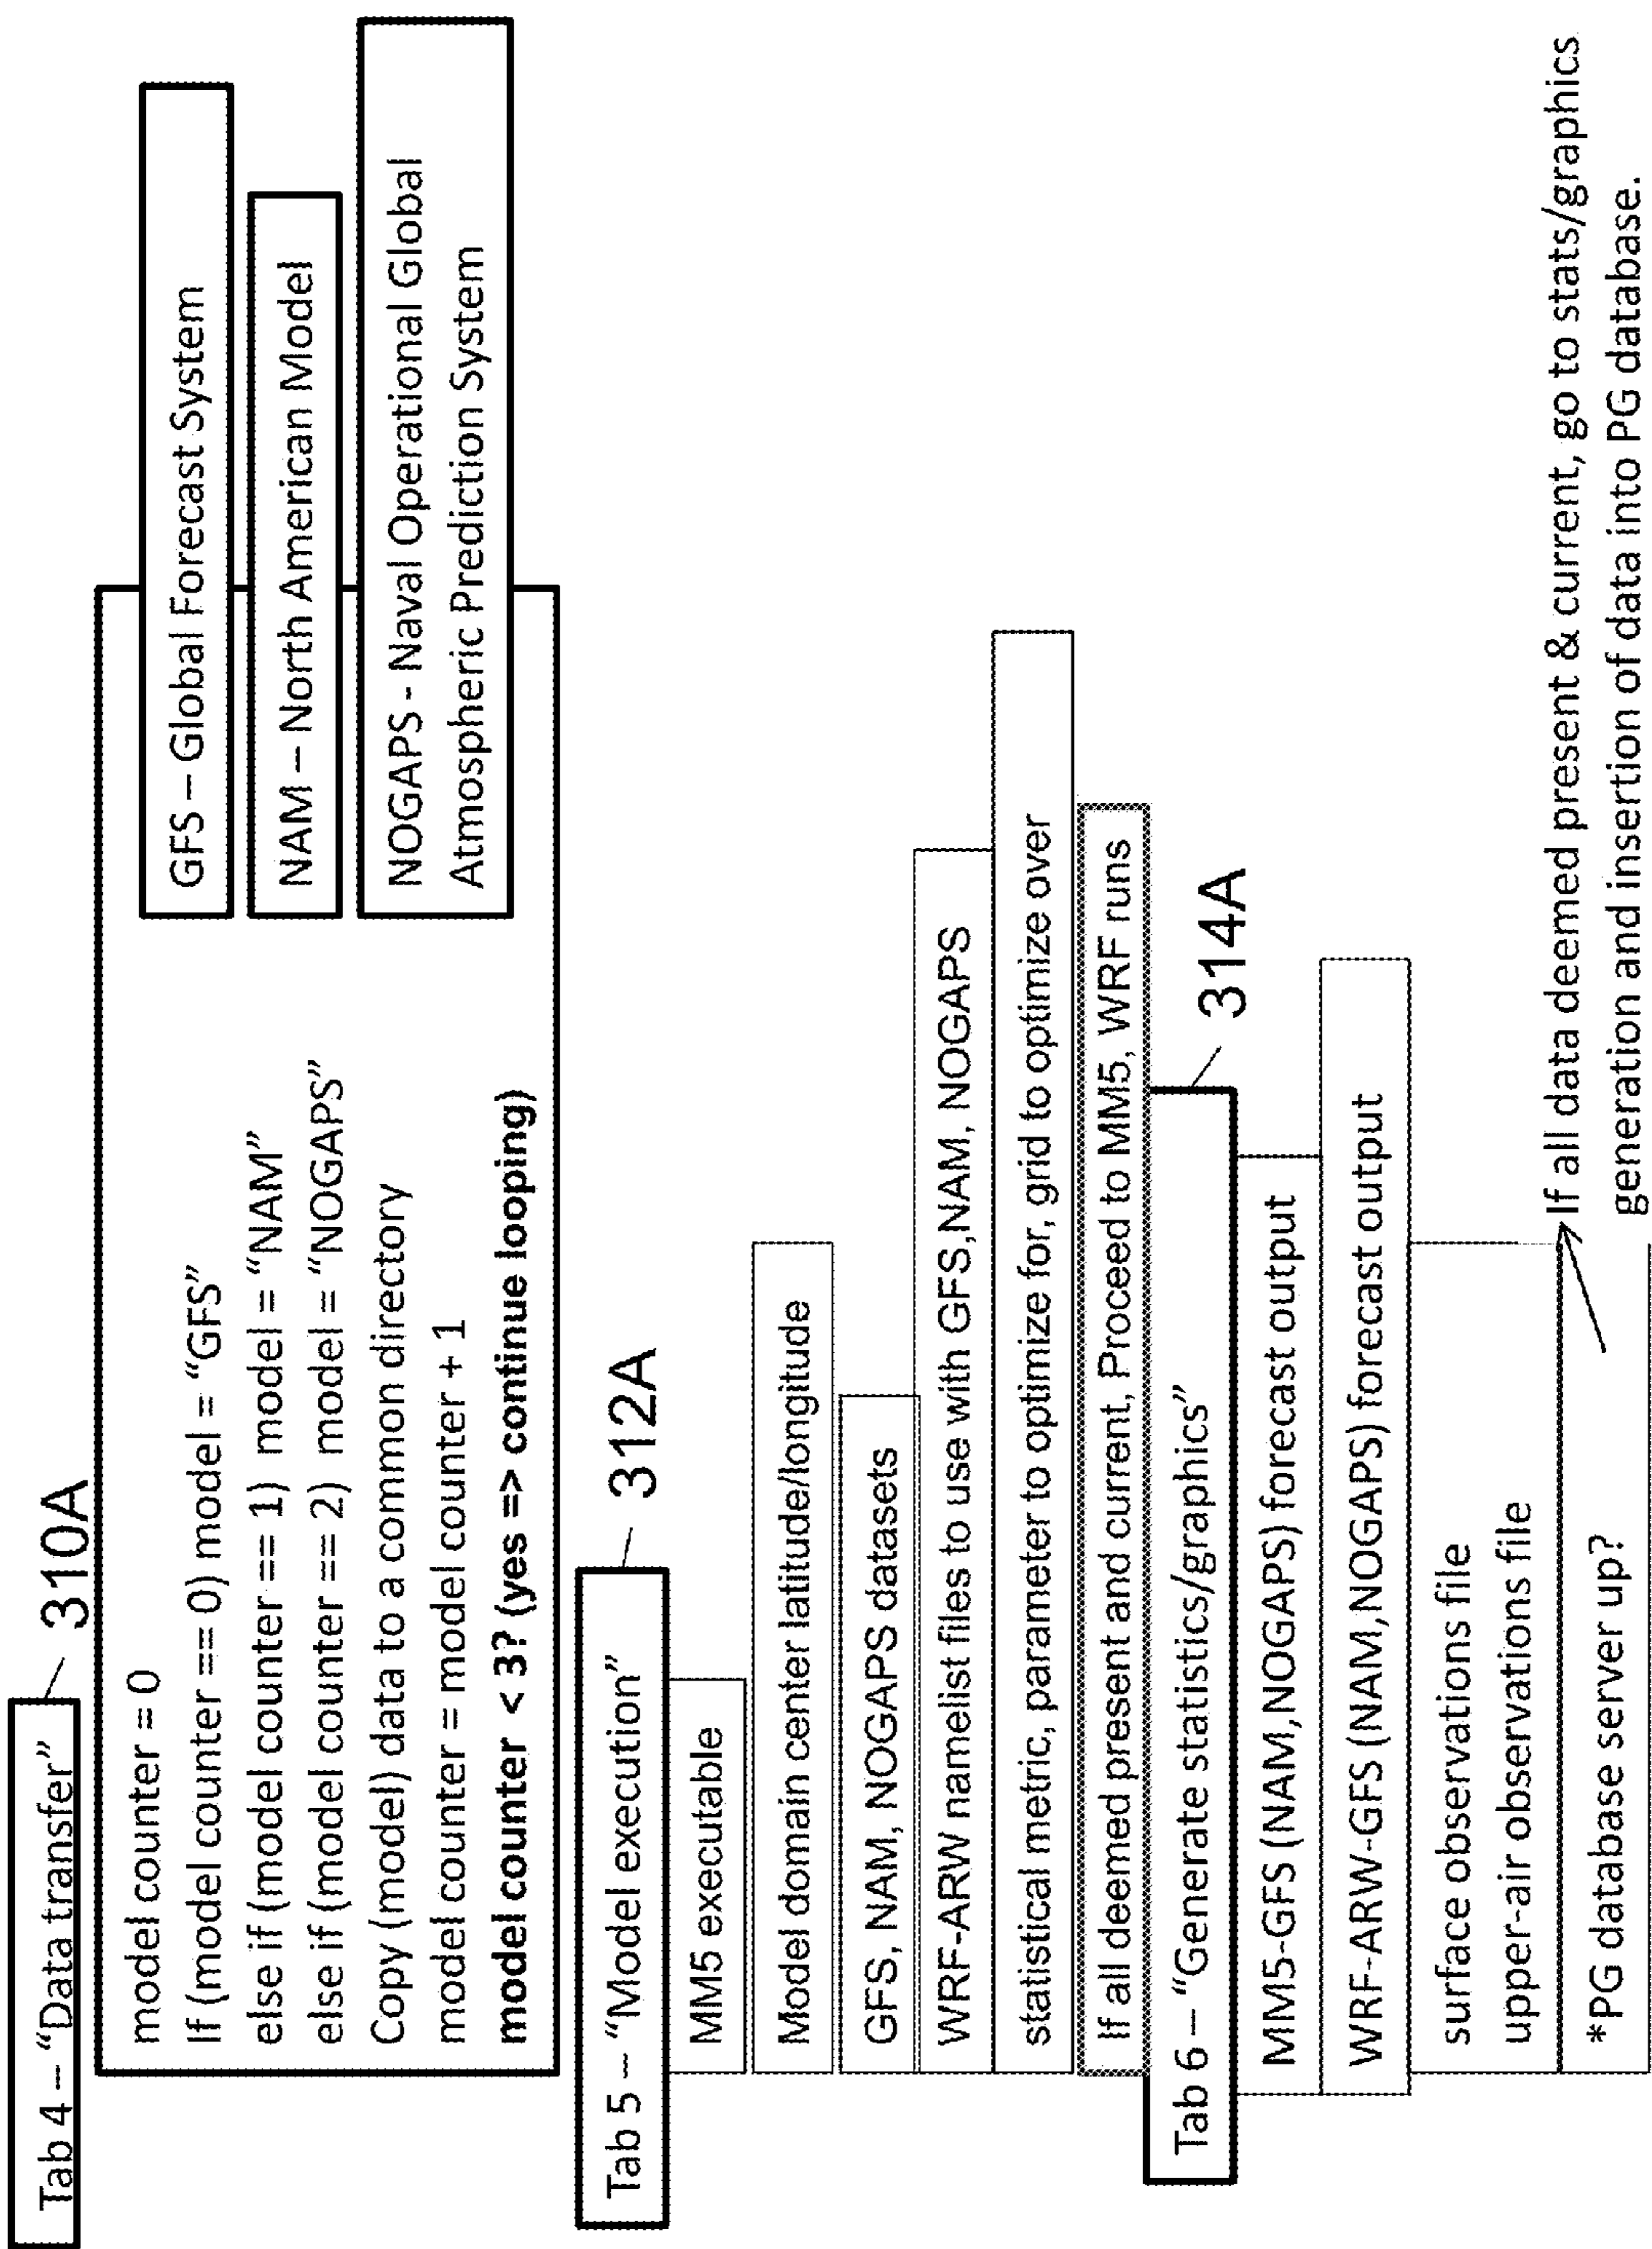 Tab 4 – “Data transfer”
310A
model counter = 0
If (model counter == 0) model = “GFS”
else if (model counter == 1) model = “NAM”
else if (model counter == 2) model = “NOGAPS”
Copy (model) data to a common directory
model counter = model counter + 1
model counter < 3? (yes => continue looping)
GFS – Global Forecast System
NAM – North American Model
NOGAPS - Naval Operational Global
Atmospheric Prediction System
Tab 5 – “Model execution”
312A
MM5 executable
Model domain center latitude/longitude
GFS, NAM, NOGAPS datasets
WRF-ARW namelist files to use with GFS,NAM, NOGAPS
statistical metric, parameter to optimize for, grid to optimize over
If all deemed present and current, Proceed to MM5, WRF runs
Tab 6 – “Generate statistics/graphics”
314A
MM5-GFS (NAM,NOGAPS) forecast output
WRF-ARW-GFS (NAM,NOGAPS) forecast output
surface observations file
upper-air observations file
*PG database server up?
If all data deemed present & current, go to stats/graphics
generation and insertion of data into PG database.